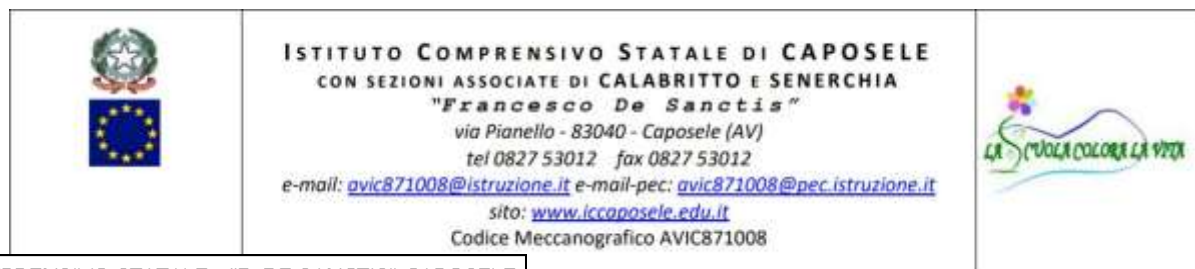 ISTITUTO COMPRENSIVO STATALE DI CAPOSELE
CON SEZIONI ASSOCIATE DI CALABRITTO E SENERCHIA
"Francesco De Sanctis"
via Pianello - 83040 - Caposele (AV)
tel 0827 53012 fax 0827 53012
e-mail: avic871008@istruzione.it e-mail-pec: avic871008@pec.istruzione.it
sito: www.iccaposele.edu.it
Codice Meccanografico AVIC871008
LA SCUOLA COLORA LA VITA